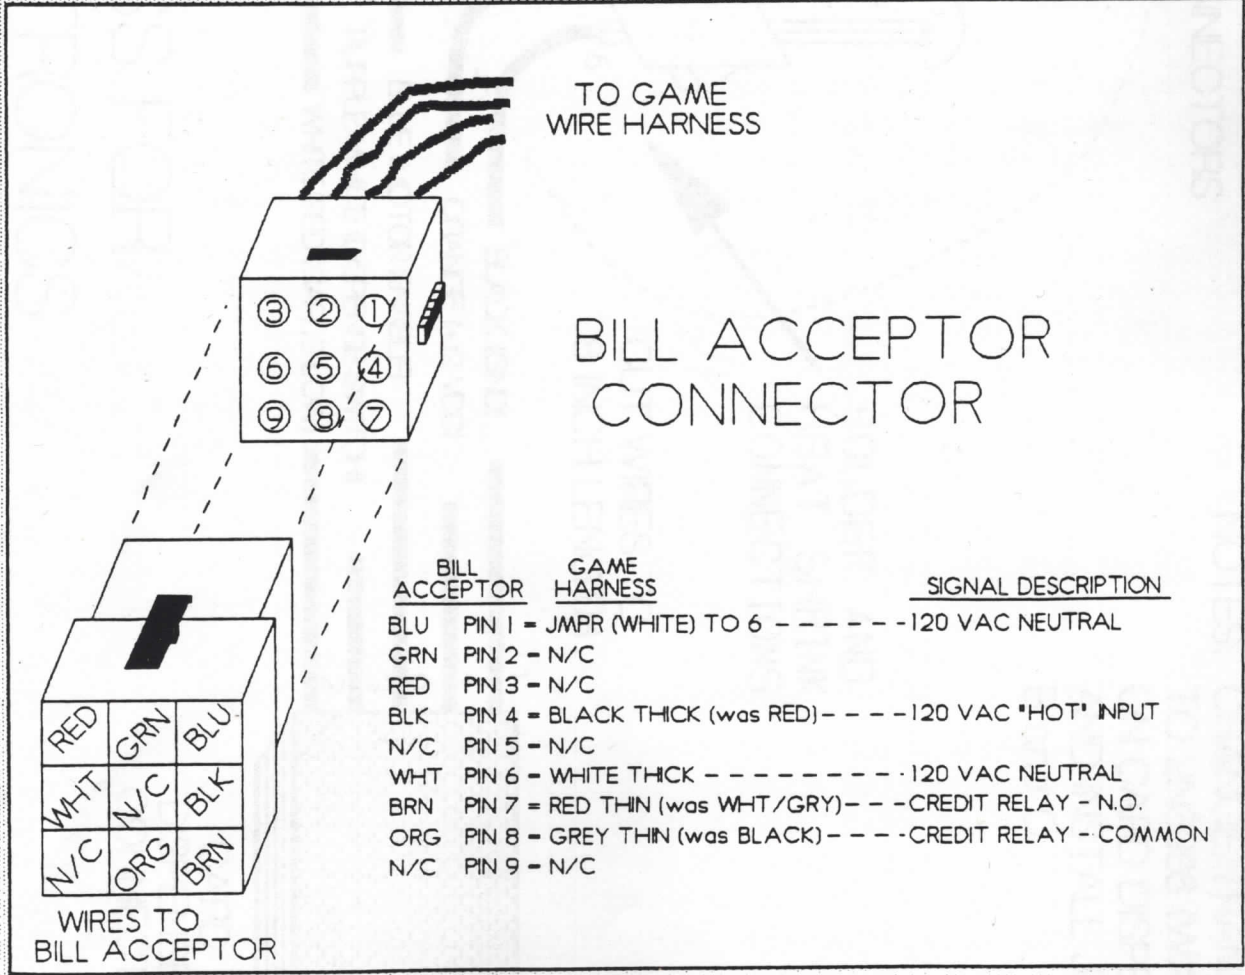 TO GAME
WIRE HARNESS
3 2 1
6 5 4
9 8 7
BILL ACCEPTOR
CONNECTOR
BILL ACCEPTOR GAME HARNESS SIGNAL DESCRIPTION
BLU PIN 1 = JMPR (WHITE) TO 6 - - - - - - - 120 VAC NEUTRAL
GRN PIN 2 - N/C
RED PIN 3 - N/C
BLK PIN 4 = BLACK THICK (was RED) - - - - 120 VAC "HOT" INPUT
N/C PIN 5 - N/C
WHT PIN 6 - WHITE THICK - - - - - - - - - - 120 VAC NEUTRAL
BRN PIN 7 = RED THIN (was WHT/GRY) - - - CREDIT RELAY - N.O.
ORG PIN 8 = GREY THIN (was BLACK) - - - - CREDIT RELAY - COMMON
N/C PIN 9 - N/C
RED GRN BLU
WHT N/C BLK
N/C ORG BRN
WIRES TO
BILL ACCEPTOR